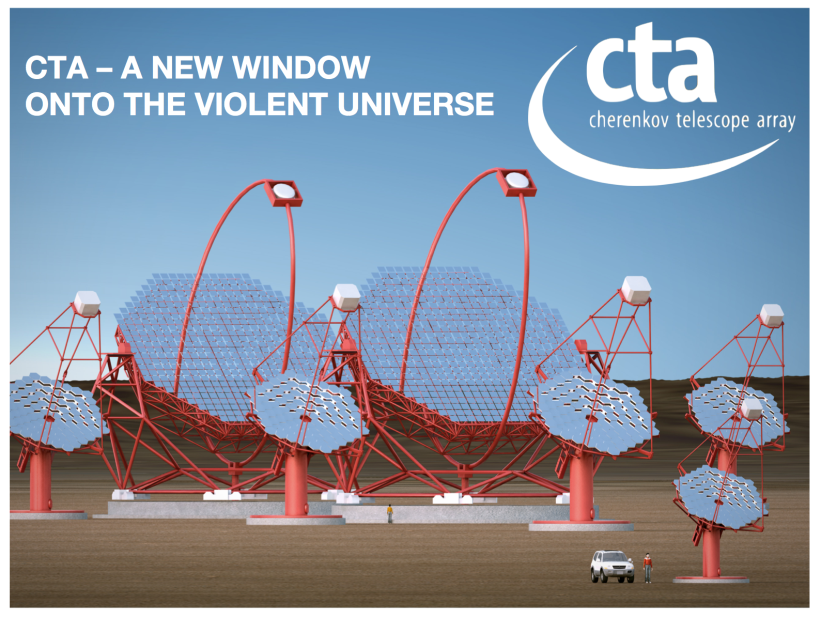 CTA – A NEW WINDOW
ONTO THE VIOLENT UNIVERSE
cta
cherenkov telescope array